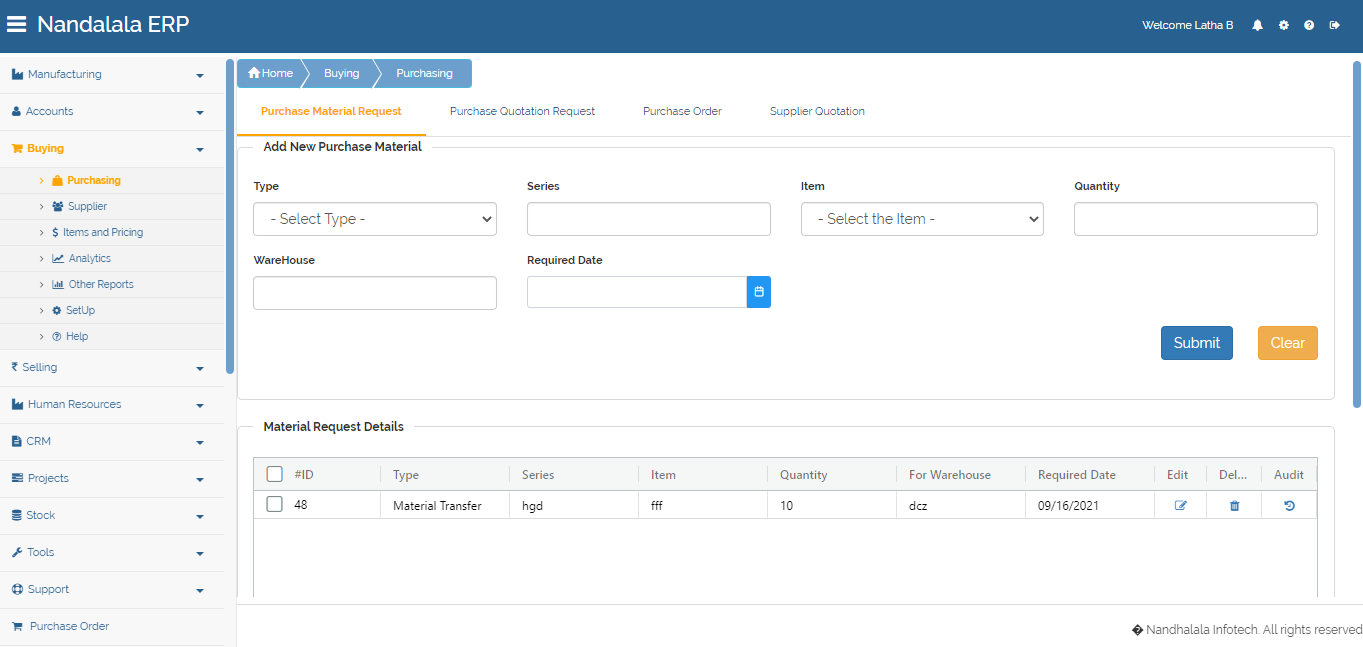 Nandalala ERP
Welcome Latha B
Manufacturing
Accounts
Buying
Purchasing
Supplier
Items and Pricing
Analytics
Other Reports
SetUp
Help
Selling
Human Resources
CRM
Projects
Stock
Tools
Support
Purchase Order
Home Buying Purchasing
Purchase Material Request Purchase Quotation Request Purchase Order Supplier Quotation
Add New Purchase Material
Type Series Item Quantity
- Select Type - - Select the Item -
WareHouse Required Date
Submit Clear
Material Request Details
#ID Type Series Item Quantity For Warehouse Required Date Edit Del... Audit
48 Material Transfer hgd fff 10 dcz 09/16/2021
� Nandhalala Infotech. All rights reserved